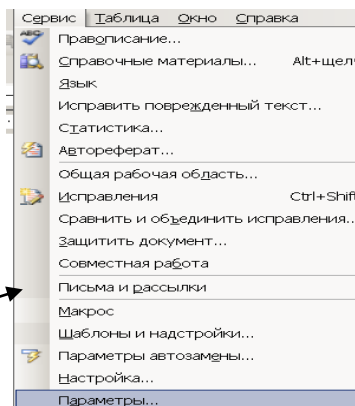 Сервис Таблица Окно Справка
Правописание...
Справочные материалы... Alt+щел
Язык
Исправить поврежденный текст...
Статистика...
Автореферат...
Общая рабочая область...
Исправления Ctrl+Shift
Сравнить и объединить исправления...
Защитить документ...
Совместная работа
Письма и рассылки
Макрос
Шаблоны и надстройки...
Параметры автозамены...
Настройка...
Параметры...